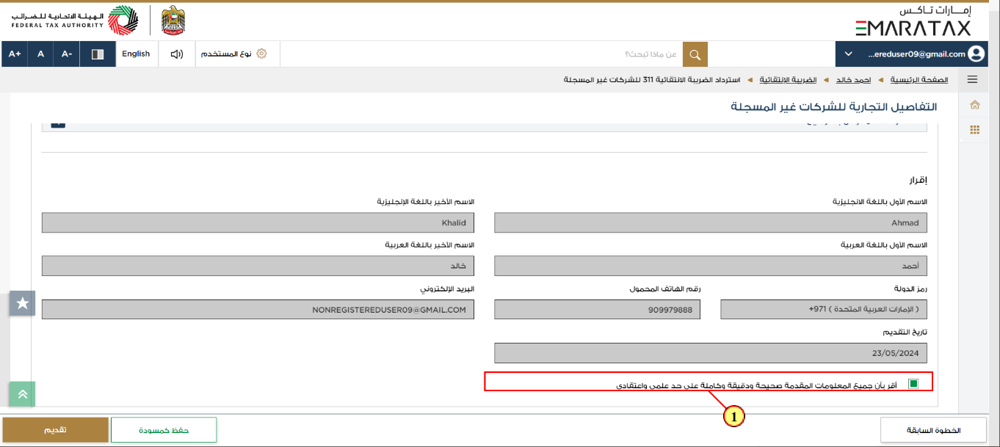 الهيئة الاتحادية للضرائب
FEDERAL TAX AUTHORITY
إمارات تاكس
EMARATAX
A+ A A-
English
نوع المستخدم
عن ماذا تبحث؟
ereduser09@gmail.com...
الصفحة الرئيسية ◄ احمد خالد ◄ الضريبة الإنتقائية ◄ استرداد الضريبة الانتقائية 311 للشركات غير المسجلة
التفاصيل التجارية للشركات غير المسجلة
إقرار
الاسم الأول باللغة الانجليزية
الاسم الأخير باللغة الإنجليزية
Ahmad
Khalid
الاسم الأول باللغة العربية
الاسم الأخير باللغة العربية
أحمد
خالد
رمز الدولة
رقم الهاتف المحمول
البريد الإلكتروني
( الإمارات العربية المتحدة ) 971+
909979888
NONREGISTEREDUSER09@GMAIL.COM
تاريخ التقديم
23/05/2024
أقر بأن جميع المعلومات المقدمة صحيحة ودقيقة وكاملة على حد علمي واعتقادي
1
الخطوة السابقة
حفظ كمسودة
تقديم